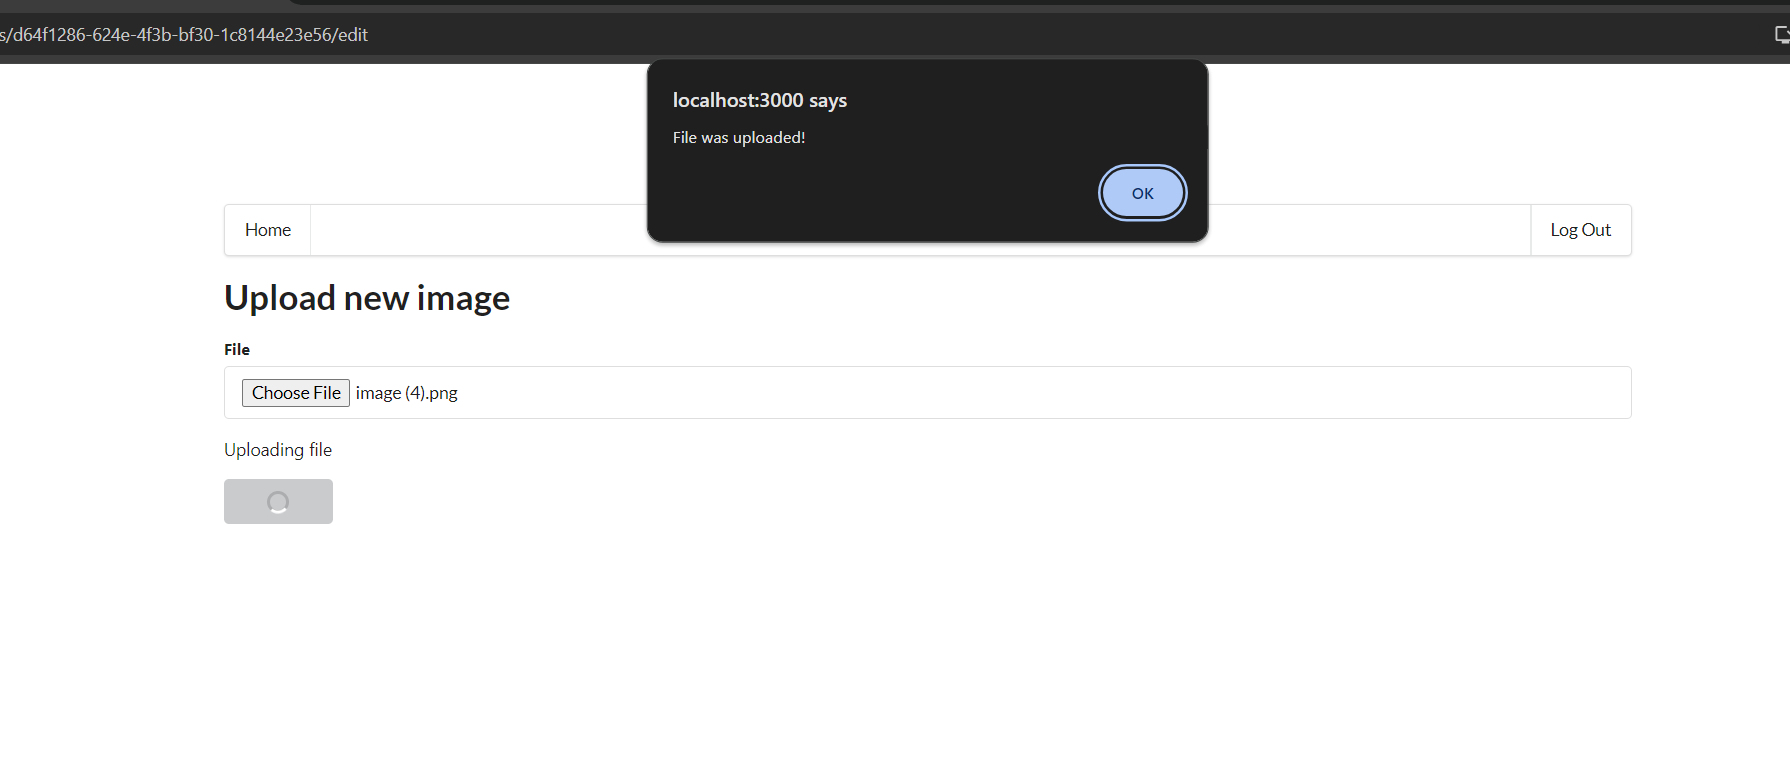 s/d64f1286-624e-4f3b-bf30-1c8144e23e56/edit
localhost:3000 says
File was uploaded!
OK
Home
Log Out
Upload new image
File
Choose File image (4).png
Uploading file